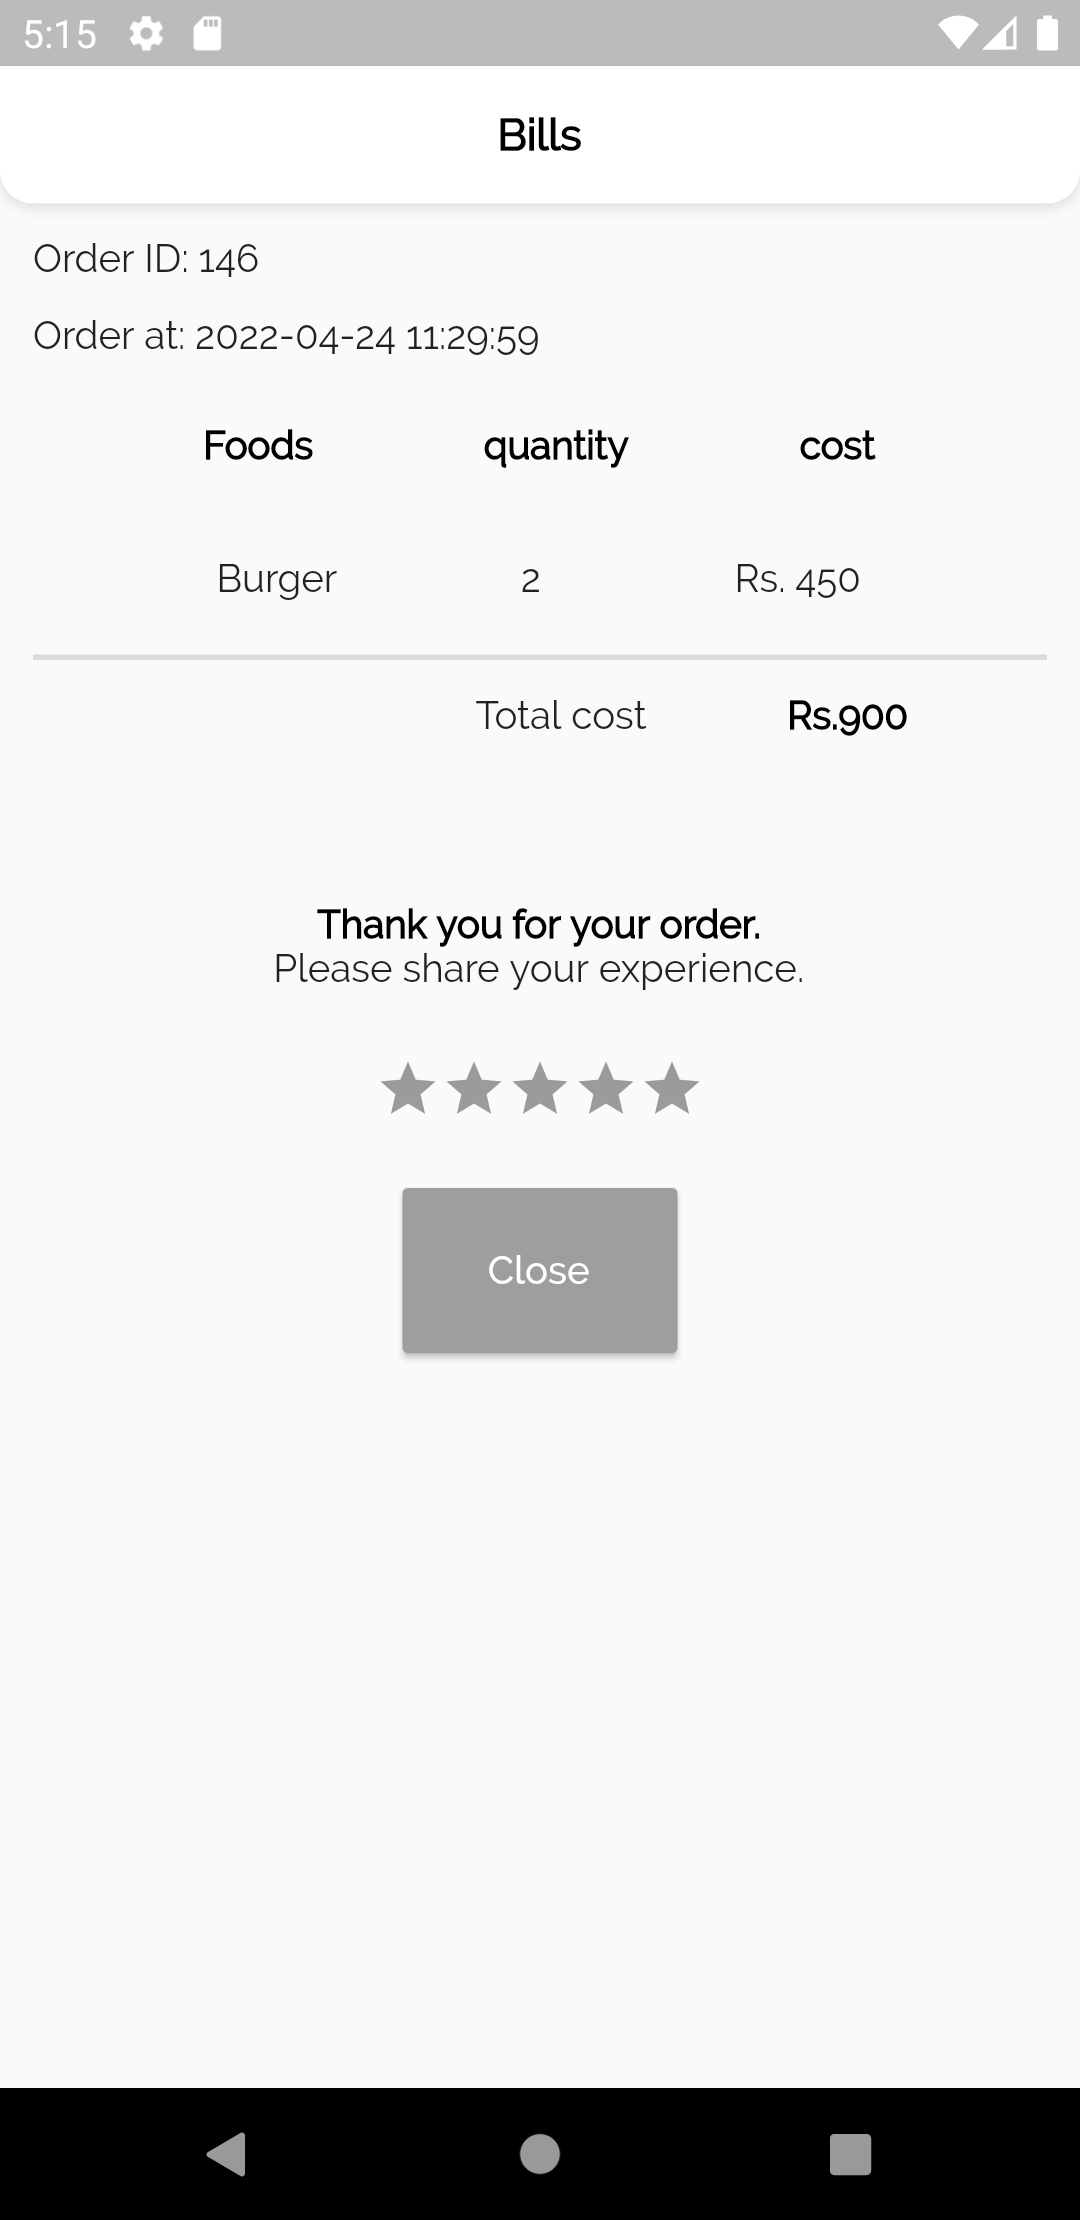 5:15
Bills
Order ID: 146
Order at: 2022-04-24 11:29:59
Foods quantity cost
Burger 2 Rs. 450
Total cost Rs.900
Thank you for your order.
Please share your experience.
Close